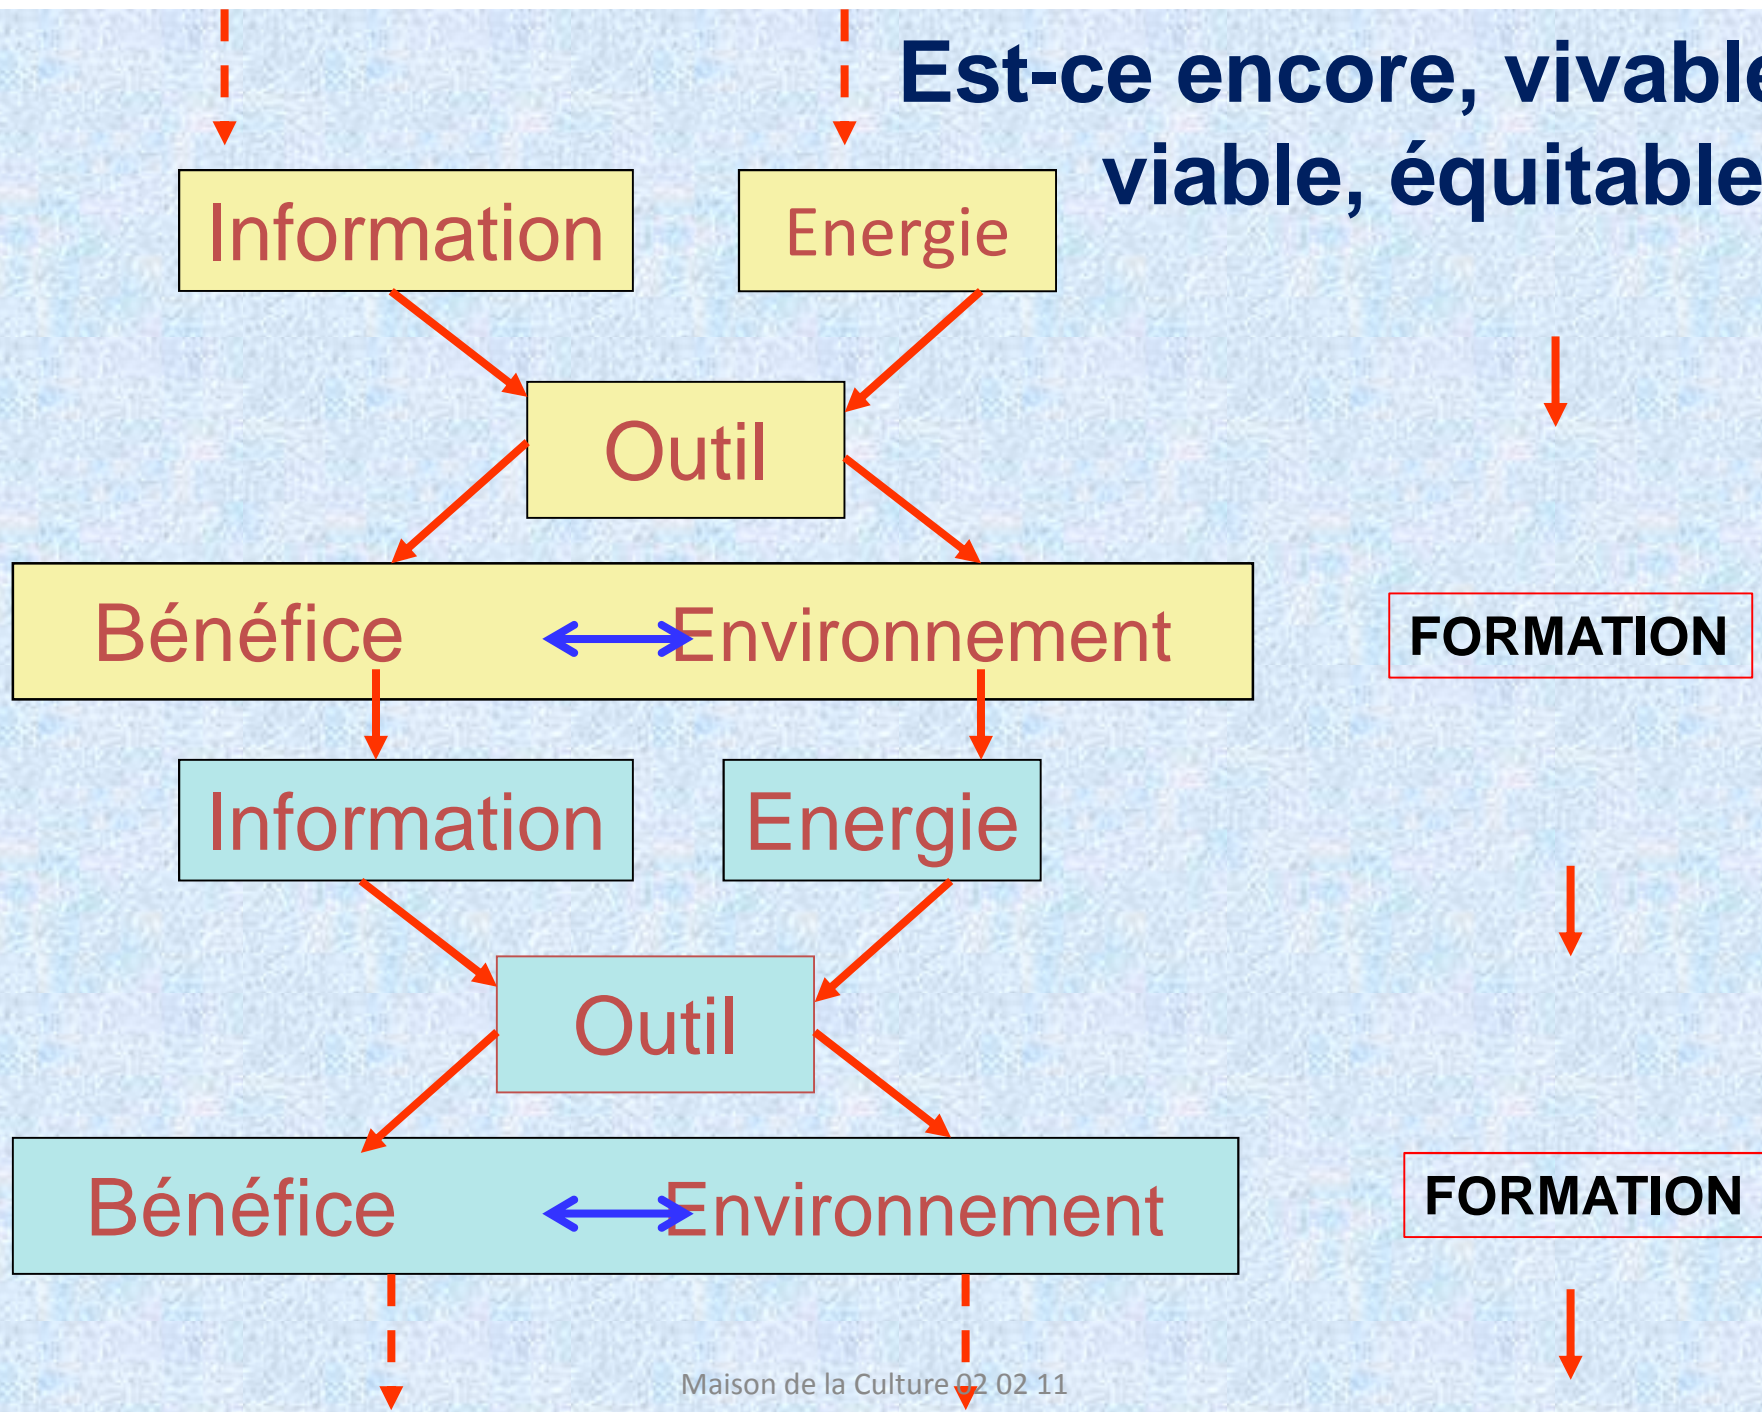 Est-ce encore, vivable
viable, équitable
Information
Energie
Outil
Bénéfice
Environnement
FORMATION
Information
Energie
Outil
Bénéfice
Environnement
FORMATION
Maison de la Culture 02 02 11